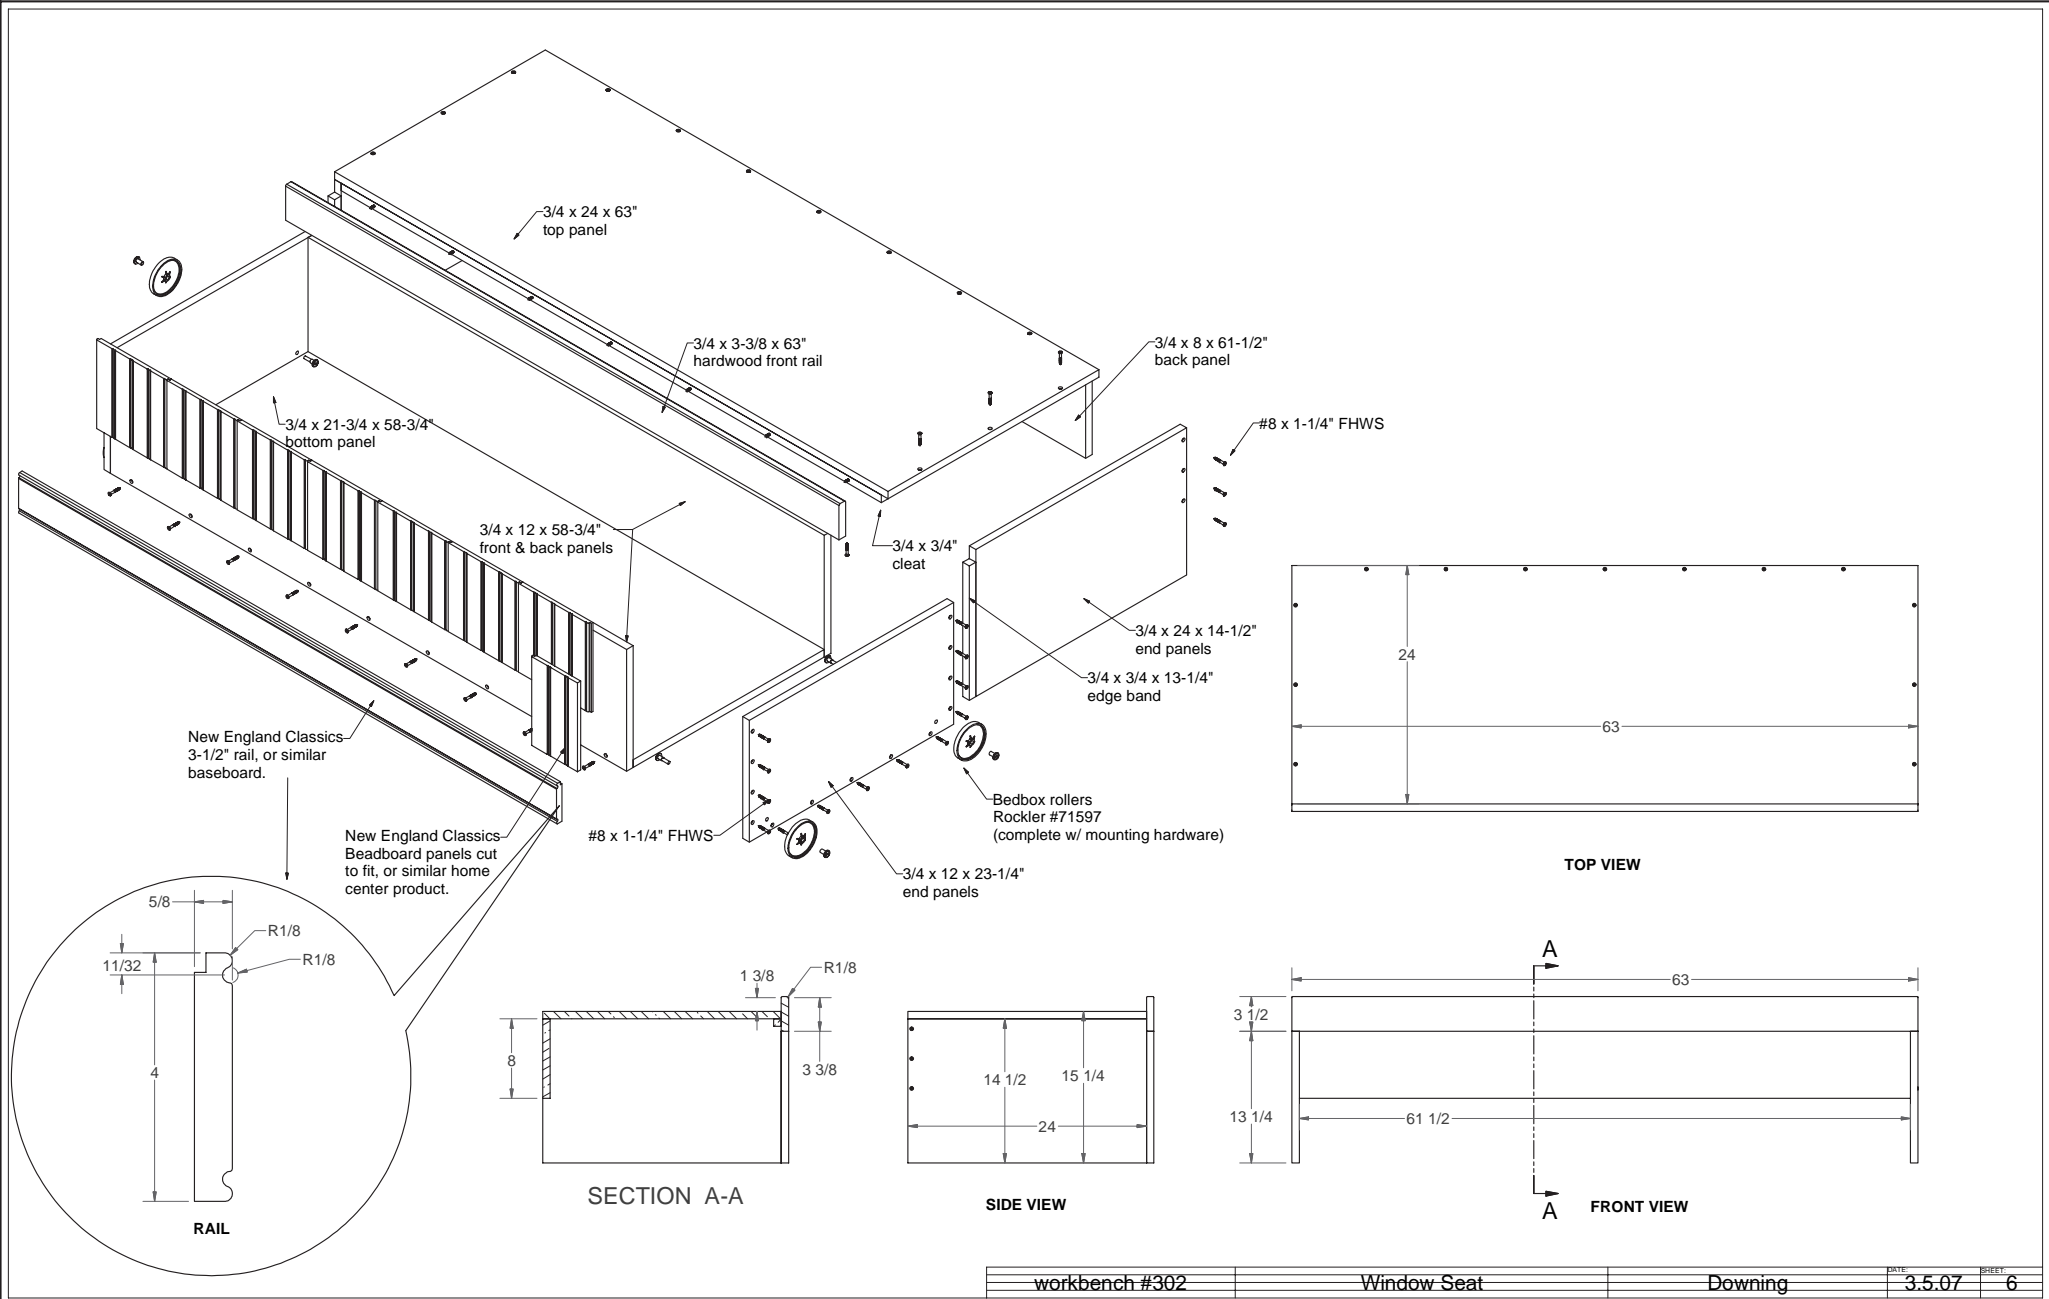 3/4 x 24 x 63"
top panel
3/4 x 3-3/8 x 63"
hardwood front rail
3/4 x 8 x 61-1/2"
back panel
#8 x 1-1/4" FHWS
3/4 x 21-3/4 x 58-3/4"
bottom panel
3/4 x 12 x 58-3/4"
front & back panels
3/4 x 3/4"
cleat
3/4 x 24 x 14-1/2"
end panels
3/4 x 3/4 x 13-1/4"
edge band
New England Classics
3-1/2" rail, or similar
baseboard.
New England Classics
Beadboard panels cut
to fit, or similar home
center product.
#8 x 1-1/4" FHWS
Bedbox rollers
Rockler #71597
(complete w/ mounting hardware)
3/4 x 12 x 23-1/4"
end panels
24
63
TOP VIEW
5/8
R1/8
11/32
R1/8
4
RAIL
1 3/8
R1/8
8
3 3/8
SECTION A-A
14 1/2
15 1/4
24
SIDE VIEW
A
63
3 1/2
13 1/4
61 1/2
A
FRONT VIEW
workbench #302
Window Seat
Downing
DATE:
3.5.07
SHEET:
6